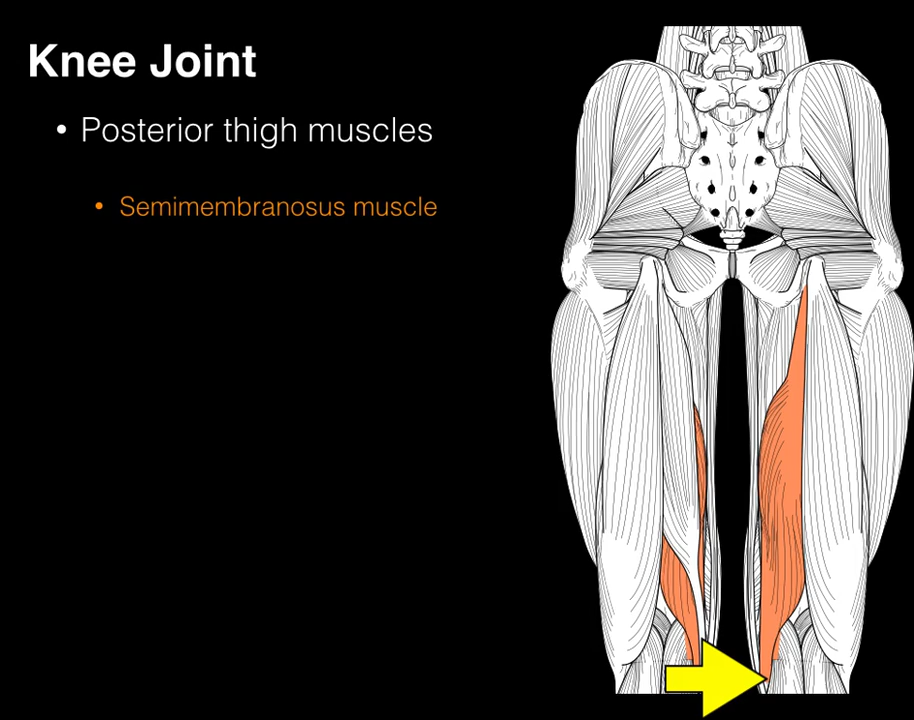 Knee Joint
• Posterior thigh muscles
• Semimembranosus muscle